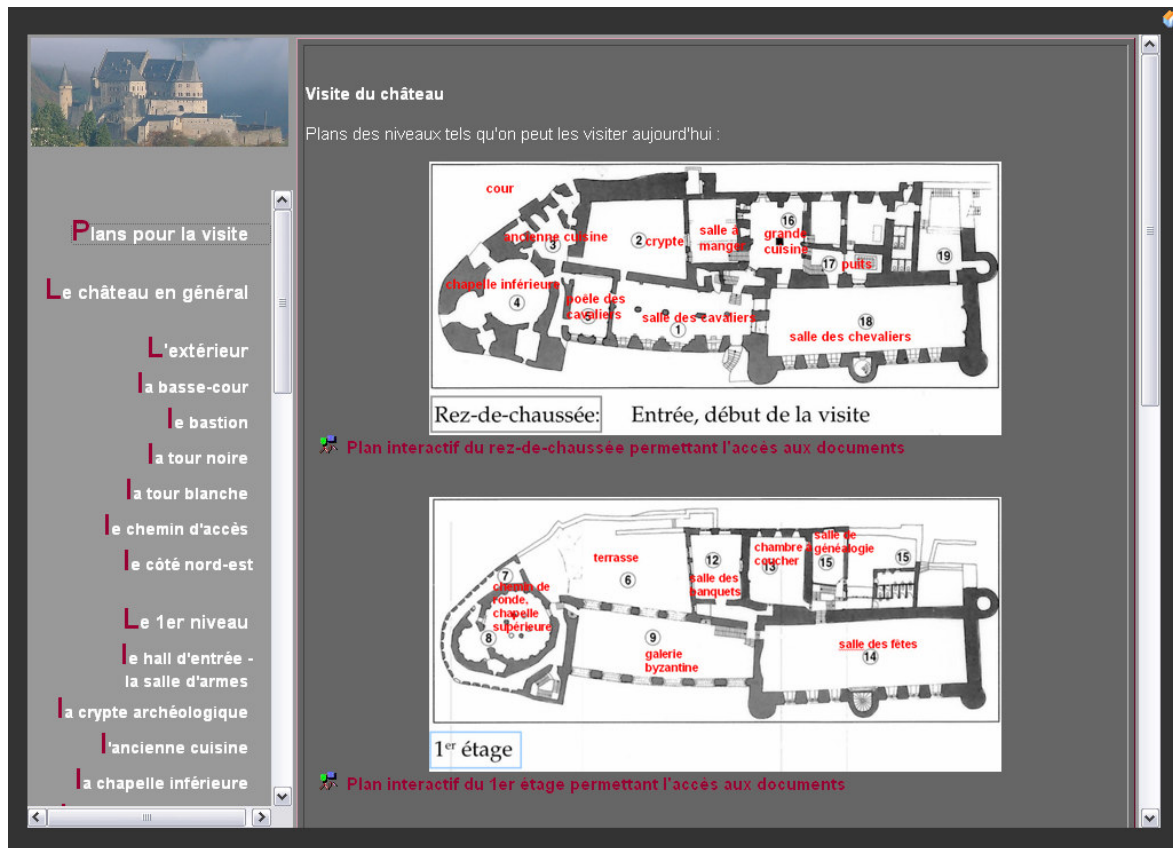 Plans pour la visite
Le château en général
L'extérieur
la basse-cour
le bastion
la tour noire
la tour blanche
le chemin d'accès
le côté nord-est
Le 1er niveau
le hall d'entrée -
la salle d'armes
la crypte archéologique
l'ancienne cuisine
la chapelle inférieure
Visite du château
Plans des niveaux tels qu'on peut les visiter aujourd'hui :
cour
ancienne cuisine
3
2 crypte
salle à
manger
16
grande
cuisine
17 puits
19
chapelle inférieure
4
poêle des
cavaliers
5
salle des cavaliers
1
18
salle des chevaliers
Rez-de-chaussée: Entrée, début de la visite
Plan interactif du rez-de-chaussée permettant l'accès aux documents
terrasse
6
7
chemin de
ronde,
chapelle
supérieure
8
12
salle des
banquets
chambre à
coucher
13
salle de
généalogie
15
15
9
galerie
byzantine
salle des fêtes
14
1er étage
Plan interactif du 1er étage permettant l'accès aux documents